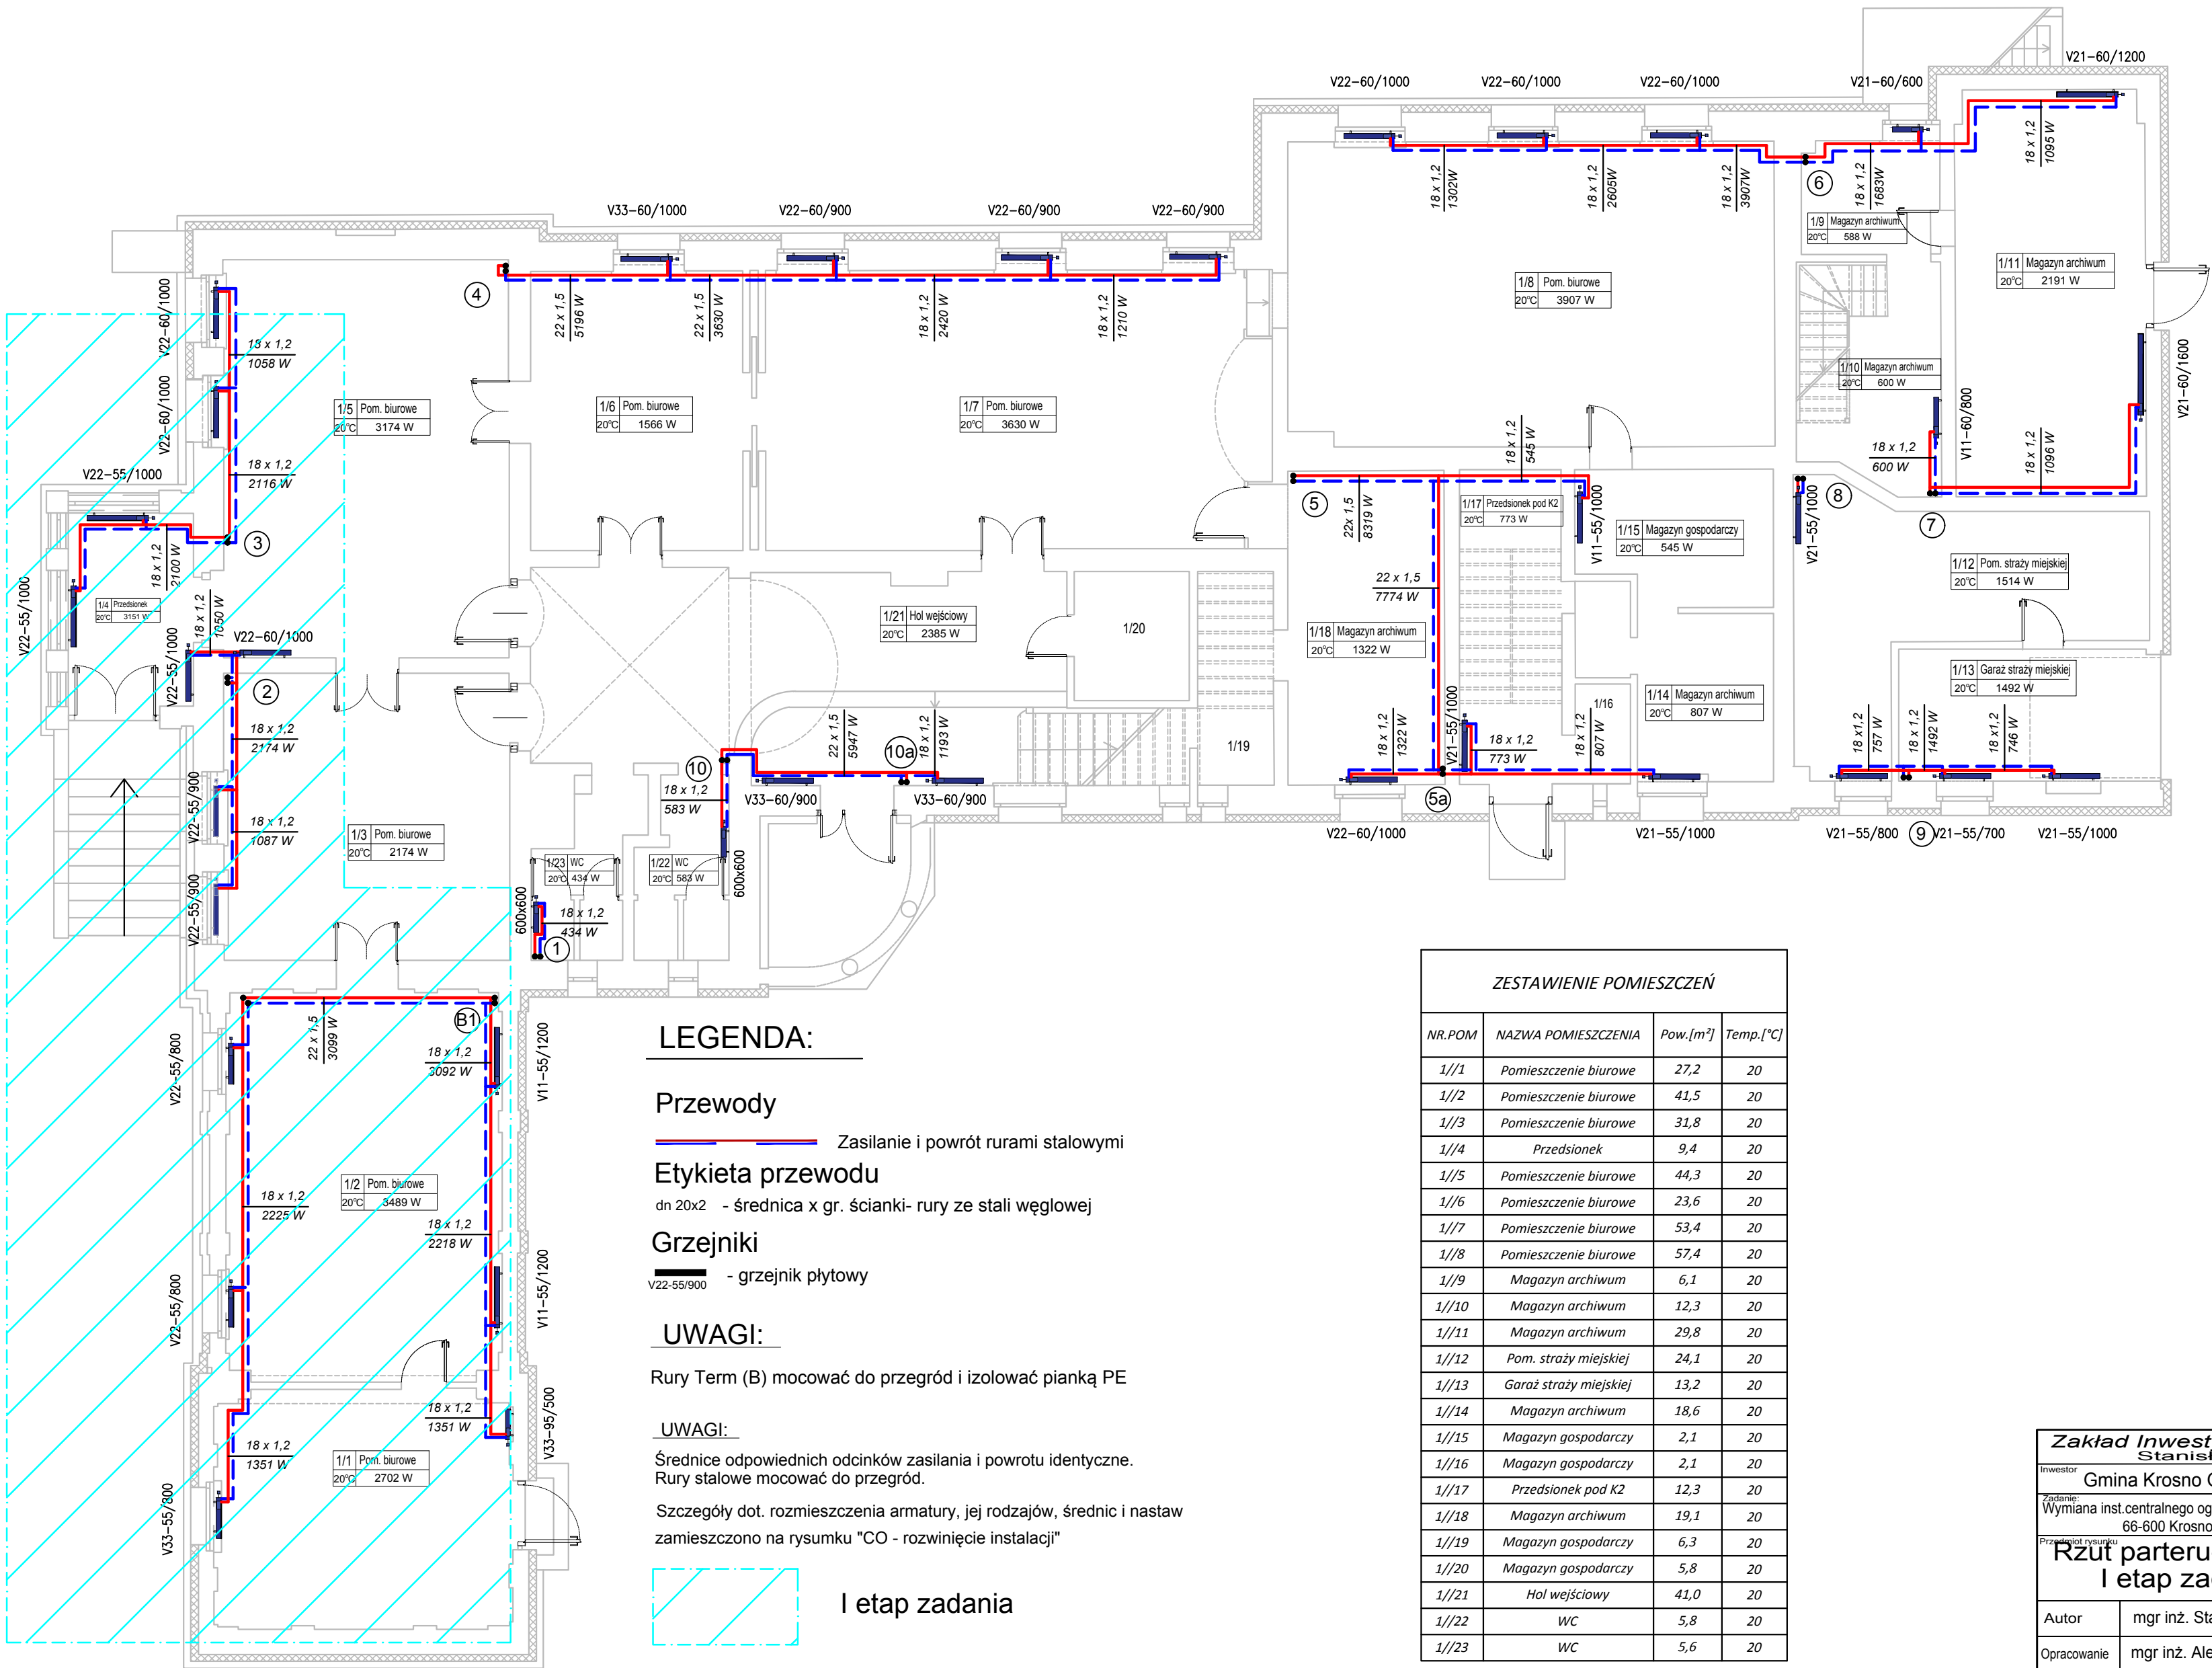 V21-60/1200
V22-60/1000
V22-60/1000
V22-60/1000
V21-60/600
18 x 1,2
1302W
18 x 1,2
2605W
18 x 1,2
3907W
6
18 x 1,2
1683W
18 x 1,2
1095 W
V33-60/1000
V22-60/900
V22-60/900
V22-60/900
1/9 Magazyn archiwum
20°C 588 W
4
22 x 1,5
5196 W
22 x 1,5
3630 W
18 x 1,2
2420 W
18 x 1,2
1210 W
1/8 Pom. biurowe
20°C 3907 W
1/11 Magazyn archiwum
20°C 2191 W
V22-60/1000
1058 W
V22-60/1000
1/5 Pom. biurowe
20°C 3174 W
1/6 Pom. biurowe
20°C 1566 W
1/7 Pom. biurowe
20°C 3630 W
1/10 Magazyn archiwum
20°C 600 W
V21-60/1600
V11-60/800
18 x 1,2
600 W
18 x 1,2
1096 W
18 x 1,2
545 W
18 x 1,2
2116 W
V22-55/1000
5
22x 1,5
8319 W
1/17 Przedsionek pod K2
20°C 773 W
V11-55/1000
1/15 Magazyn gospodarczy
20°C 545 W
V21-55/1000
8
7
3
18 x 1,2
2100 W
V22-55/1000
1/4 Przedsionek
20°C 3151 W
18 x 1,2
1050 W
V22-55/1000
V22-60/1000
2
22 x 1,5
7774 W
1/12 Pom. straży miejskiej
20°C 1514 W
1/21 Hol wejściowy
20°C 2385 W
1/20
1/18 Magazyn archiwum
20°C 1322 W
1/13 Garaż straży miejskiej
20°C 1492 W
1/14 Magazyn archiwum
20°C 807 W
1/16
1/19
18 x 1,2
2174 W
22 x 1,5
5947 W
10a
18 x 1,2
1193 W
18 x 1,2
1322 W
V21-55/1000
18 x 1,2
773 W
18 x 1,2
807 W
18 x1,2
757 W
18 x 1,2
1492 W
18 x1,2
746 W
10
18 x 1,2
583 W
V33-60/900
V33-60/900
5a
V22-60/1000
V21-55/1000
V21-55/800
9
V21-55/700
V21-55/1000
V22-55/900
18 x 1,2
1087 W
1/3 Pom. biurowe
20°C 2174 W
1/23 WC
20°C 434 W
1/22 WC
20°C 583 W
600x600
V22-55/900
600x600
18 x 1,2
434 W
1
B1
22 x 1,5
3099 W
18 x 1,2
3092 W
V22-55/800
V11-55/1200
1/2 Pom. biurowe
20°C 3489 W
18 x 1,2
2225 W
18 x 1,2
2218 W
V22-55/800
V11-55/1200
18 x 1,2
1351 W
V33-95/500
18 x 1,2
1351 W
1/1 Pom. biurowe
20°C 2702 W
V33-55/800
LEGENDA:
Przewody
Zasilanie i powrót rurami stalowymi
Etykieta przewodu
dn 20x2 - średnica x gr. ścianki- rury ze stali węglowej
Grzejniki
V22-55/900 - grzejnik płytowy
UWAGI:
Rury Term (B) mocować do przegród i izolować pianką PE
UWAGI:
Średnice odpowiednich odcinków zasilania i powrotu identyczne.
Rury stalowe mocować do przegród.
Szczegóły dot. rozmieszczenia armatury, jej rodzajów, średnic i nastaw
zamieszczono na rysumku "CO - rozwinięcie instalacji"
I etap zadania
ZESTAWIENIE POMIESZCZEŃ
NR.POM NAZWA POMIESZCZENIA Pow.[m²] Temp.[°C]
1//1 Pomieszczenie biurowe 27,2 20
1//2 Pomieszczenie biurowe 41,5 20
1//3 Pomieszczenie biurowe 31,8 20
1//4 Przedsionek 9,4 20
1//5 Pomieszczenie biurowe 44,3 20
1//6 Pomieszczenie biurowe 23,6 20
1//7 Pomieszczenie biurowe 53,4 20
1//8 Pomieszczenie biurowe 57,4 20
1//9 Magazyn archiwum 6,1 20
1//10 Magazyn archiwum 12,3 20
1//11 Magazyn archiwum 29,8 20
1//12 Pom. straży miejskiej 24,1 20
1//13 Garaż straży miejskiej 13,2 20
1//14 Magazyn archiwum 18,6 20
1//15 Magazyn gospodarczy 2,1 20
1//16 Magazyn gospodarczy 2,1 20
1//17 Przedsionek pod K2 12,3 20
1//18 Magazyn archiwum 19,1 20
1//19 Magazyn gospodarczy 6,3 20
1//20 Magazyn gospodarczy 5,8 20
1//21 Hol wejściowy 41,0 20
1//22 WC 5,8 20
1//23 WC 5,6 20
Zakład Inwest
Stanis
Inwestor
Gmina Krosno
Zadanie:
Wymiana inst.centralnego og
66-600 Krosno
Przedmiot rysunku
Rzut parteru
I etap za
Autor mgr inż. Sta
Opracowanie mgr inż. Ale